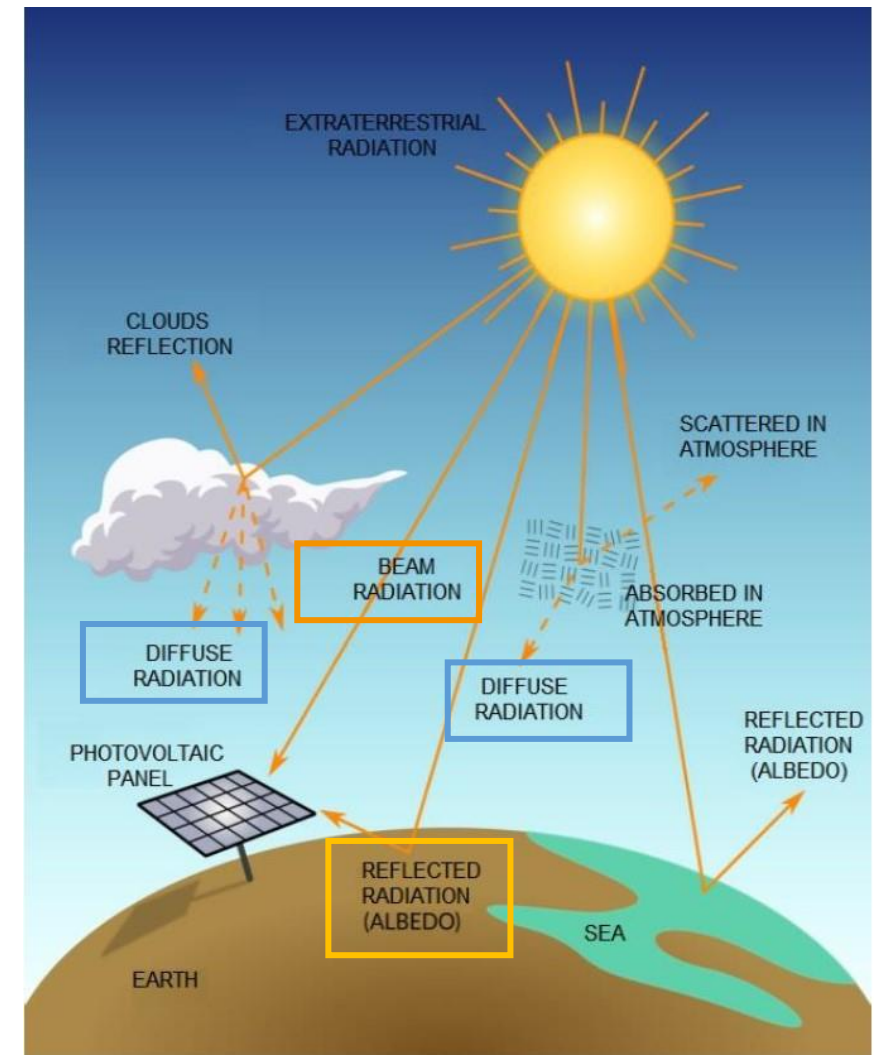 EXTRATERRESTRIAL
RADIATION
CLOUDS
REFLECTION
SCATTERED IN
ATMOSPHERE
BEAM
RADIATION
ABSORBED IN
ATMOSPHERE
DIFFUSE
RADIATION
DIFFUSE
RADIATION
REFLECTED
RADIATION
(ALBEDO)
PHOTOVOLTAIC
PANEL
REFLECTED
RADIATION
(ALBEDO)
SEA
EARTH